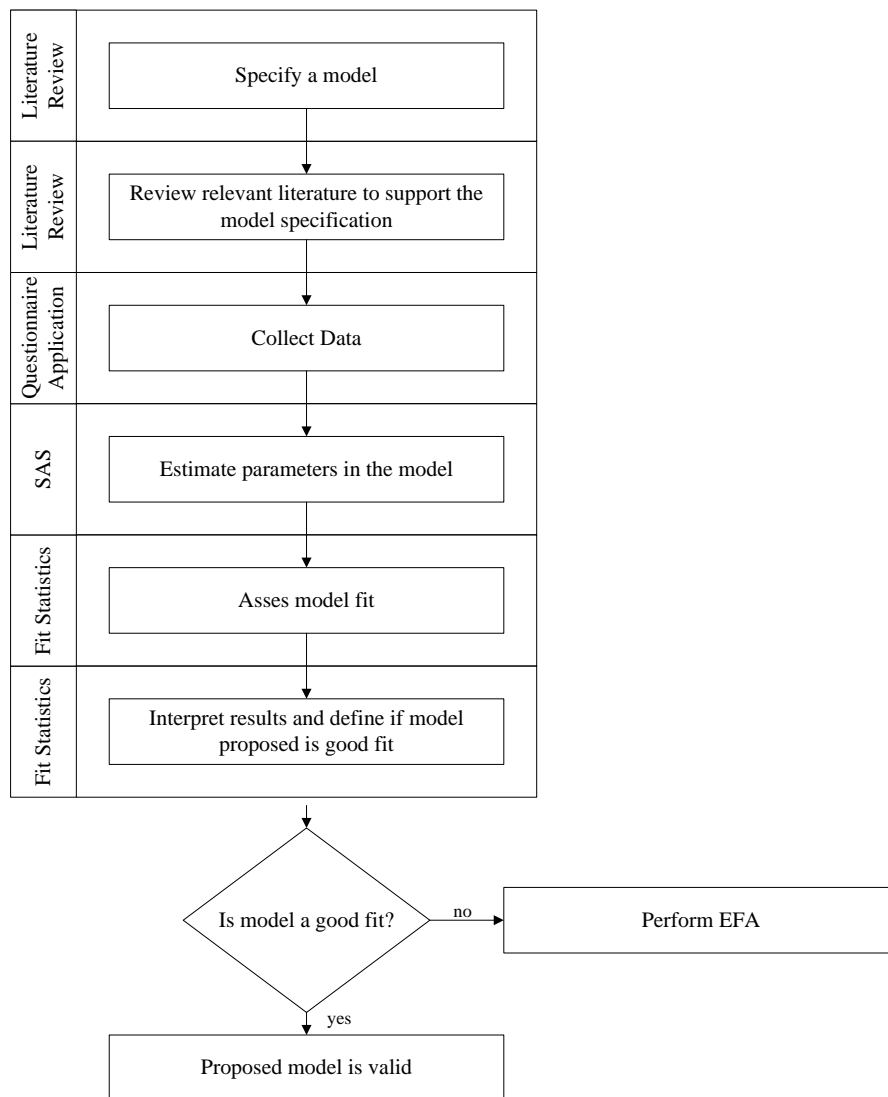 Literature
Review
Specify a model
Literature
Review
Review relevant literature to support the
model specification
Questionnaire
Application
Collect Data
SAS
Estimate parameters in the model
Fit Statistics
Asses model fit
Fit Statistics
Interpret results and define if model
proposed is good fit
Is model a good fit?
no
Perform EFA
yes
Proposed model is valid